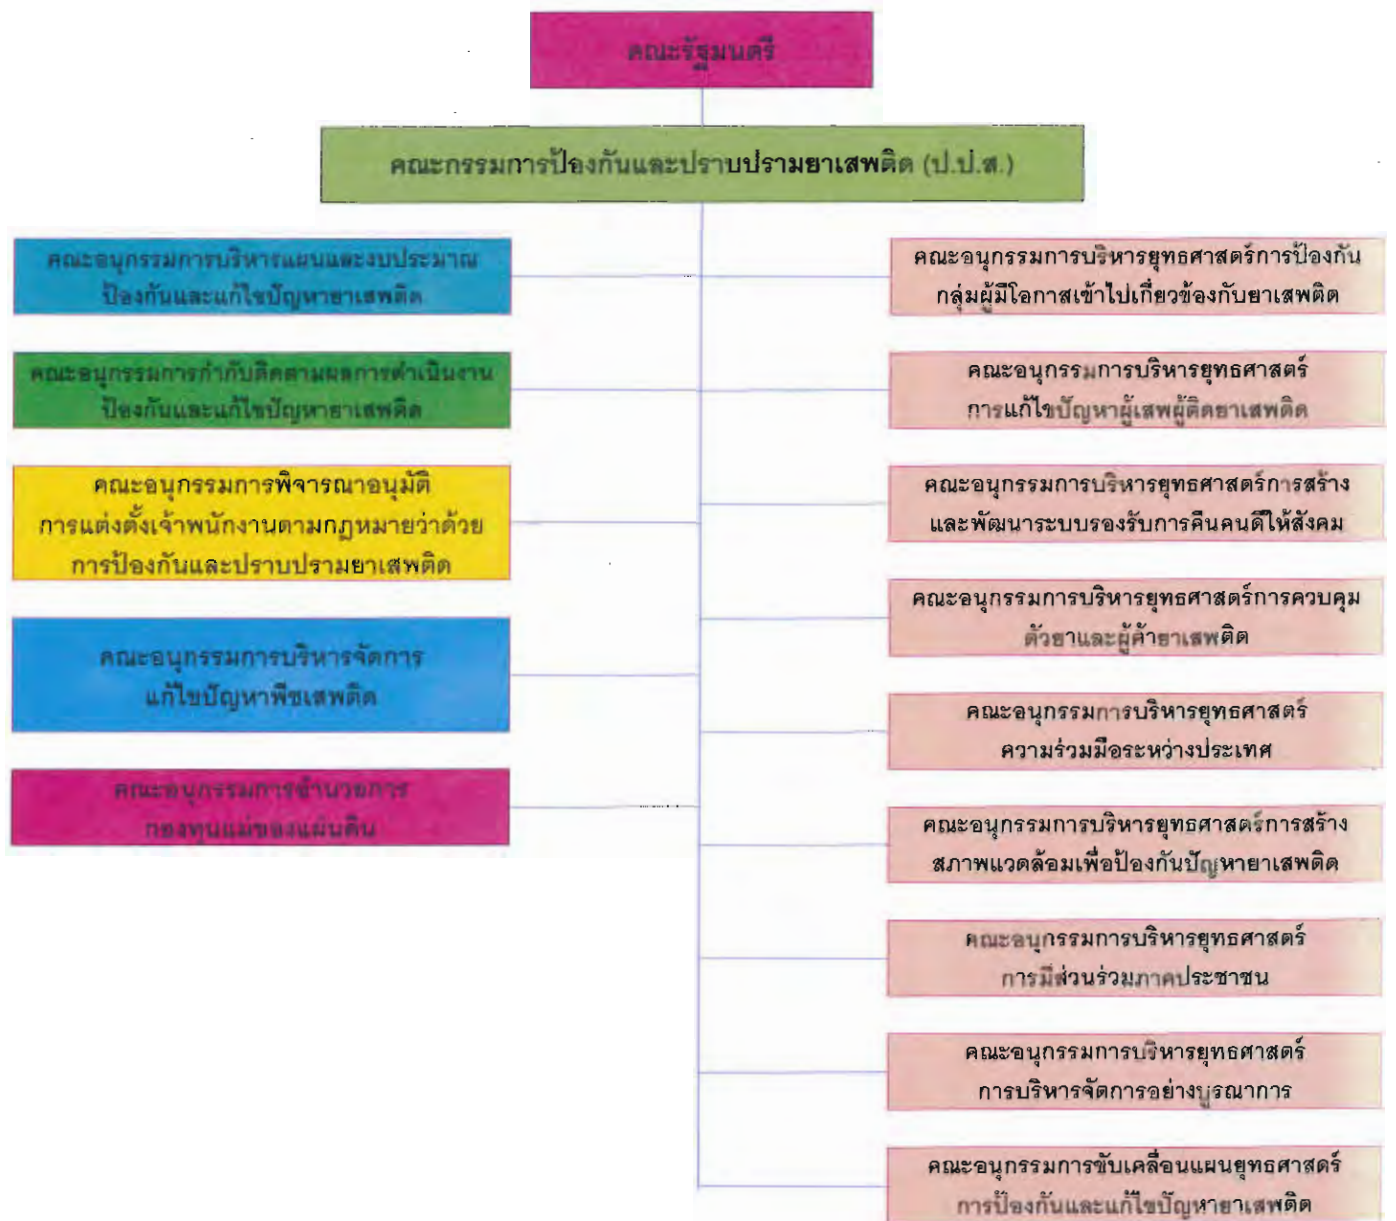 คณะรัฐมนตรี
คณะกรรมการป้องกันและปราบปรามยาเสพติด (ป.ป.ส.)
คณะอนุกรรมการบริหารแผนและงบประมาณ
ป้องกันและแก้ไขปัญหายาเสพติด
คณะอนุกรรมการกำกับติดตามผลการดำเนินงาน
ป้องกันและแก้ไขปัญหายาเสพติด
คณะอนุกรรมการพิจารณาอนุมัติ
การแต่งตั้งเจ้าพนักงานตามกฎหมายว่าด้วย
การป้องกันและปราบปรามยาเสพติด
คณะอนุกรรมการบริหารจัดการ
แก้ไขปัญหาพืชเสพติด
คณะอนุกรรมการอำนวยการ
กองทุนแม่ของแผ่นดิน
คณะอนุกรรมการบริหารยุทธศาสตร์การป้องกัน
กลุ่มผู้มีโอกาสเข้าไปเกี่ยวข้องกับยาเสพติด
คณะอนุกรรมการบริหารยุทธศาสตร์
การแก้ไขปัญหาผู้เสพผู้ติดยาเสพติด
คณะอนุกรรมการบริหารยุทธศาสตร์การสร้าง
และพัฒนาระบบรองรับการคืนคนดีให้สังคม
คณะอนุกรรมการบริหารยุทธศาสตร์การควบคุม
ตัวยาและผู้ค้ายาเสพติด
คณะอนุกรรมการบริหารยุทธศาสตร์
ความร่วมมือระหว่างประเทศ
คณะอนุกรรมการบริหารยุทธศาสตร์การสร้าง
สภาพแวดล้อมเพื่อป้องกันปัญหายาเสพติด
คณะอนุกรรมการบริหารยุทธศาสตร์
การมีส่วนร่วมภาคประชาชน
คณะอนุกรรมการบริหารยุทธศาสตร์
การบริหารจัดการอย่างบูรณาการ
คณะอนุกรรมการขับเคลื่อนแผนยุทธศาสตร์
การป้องกันและแก้ไขปัญหายาเสพติด